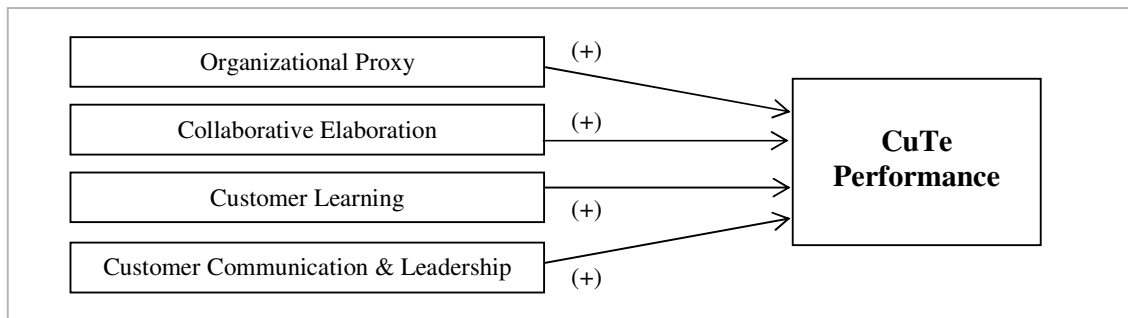 Organizational Proxy
(+)
Collaborative Elaboration
(+)
Customer Learning
(+)
Customer Communication & Leadership
(+)
CuTe
Performance